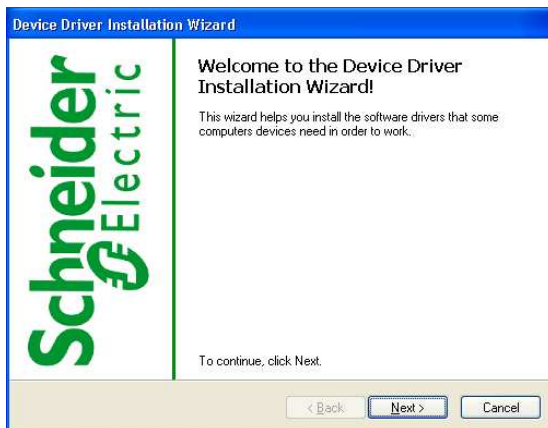 Device Driver Installation Wizard
Schneider
Electric
Welcome to the Device Driver
Installation Wizard!
This wizard helps you install the software drivers that some
computers devices need in order to work.
To continue, click Next.
< Back
Next >
Cancel